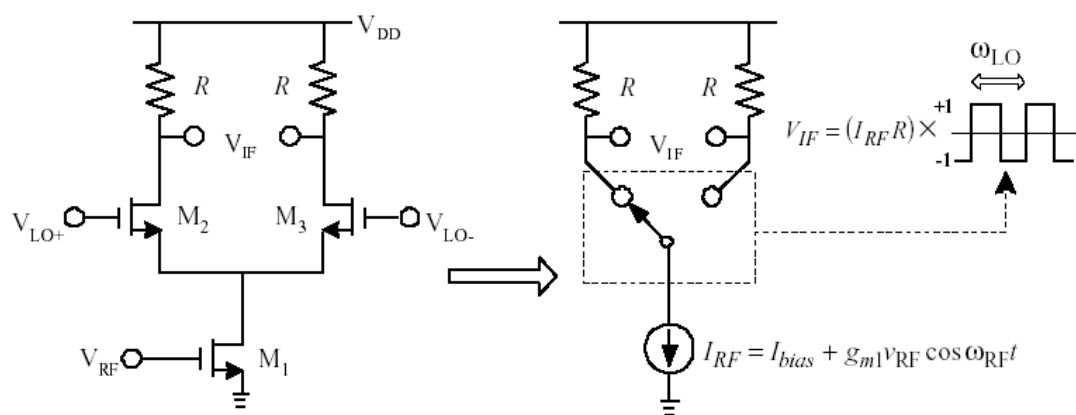 V_DD
R
R
V_IF
V_LO+
M_2
M_3
V_LO-
V_RF
M_1
R
R
V_IF
I_RF = I_bias + g_m1 v_RF cos ω_RF t
V_IF = (I_RF R) ×
ω_LO
+1
-1